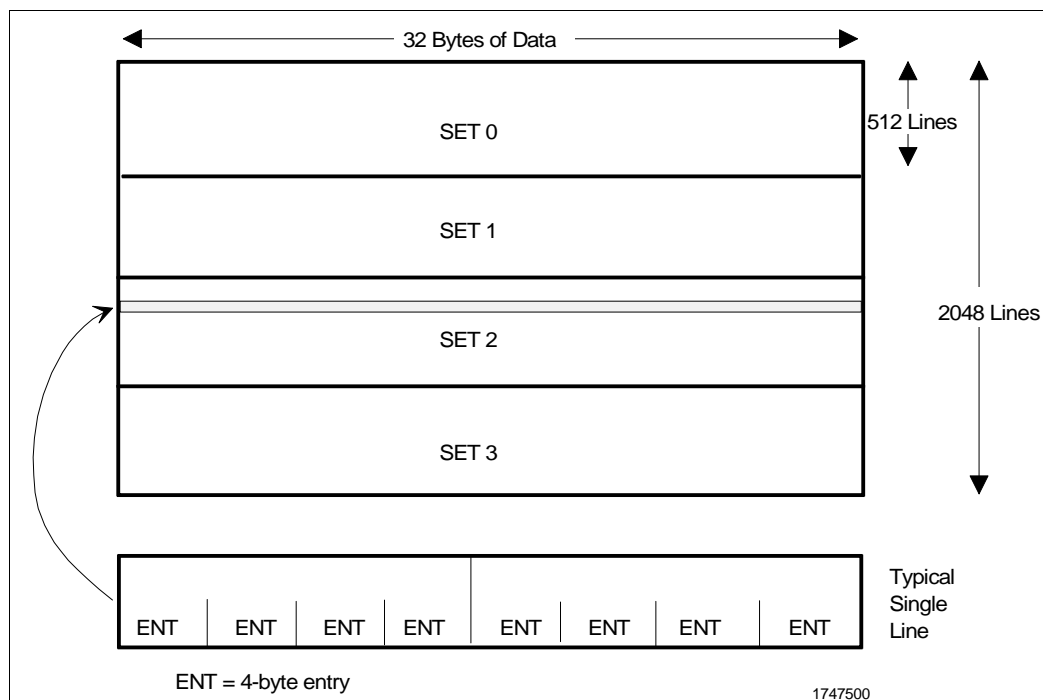 32 Bytes of Data
SET 0
512 Lines
SET 1
2048 Lines
SET 2
SET 3
Typical
Single
Line
ENT ENT ENT ENT ENT ENT ENT ENT
ENT = 4-byte entry
1747500